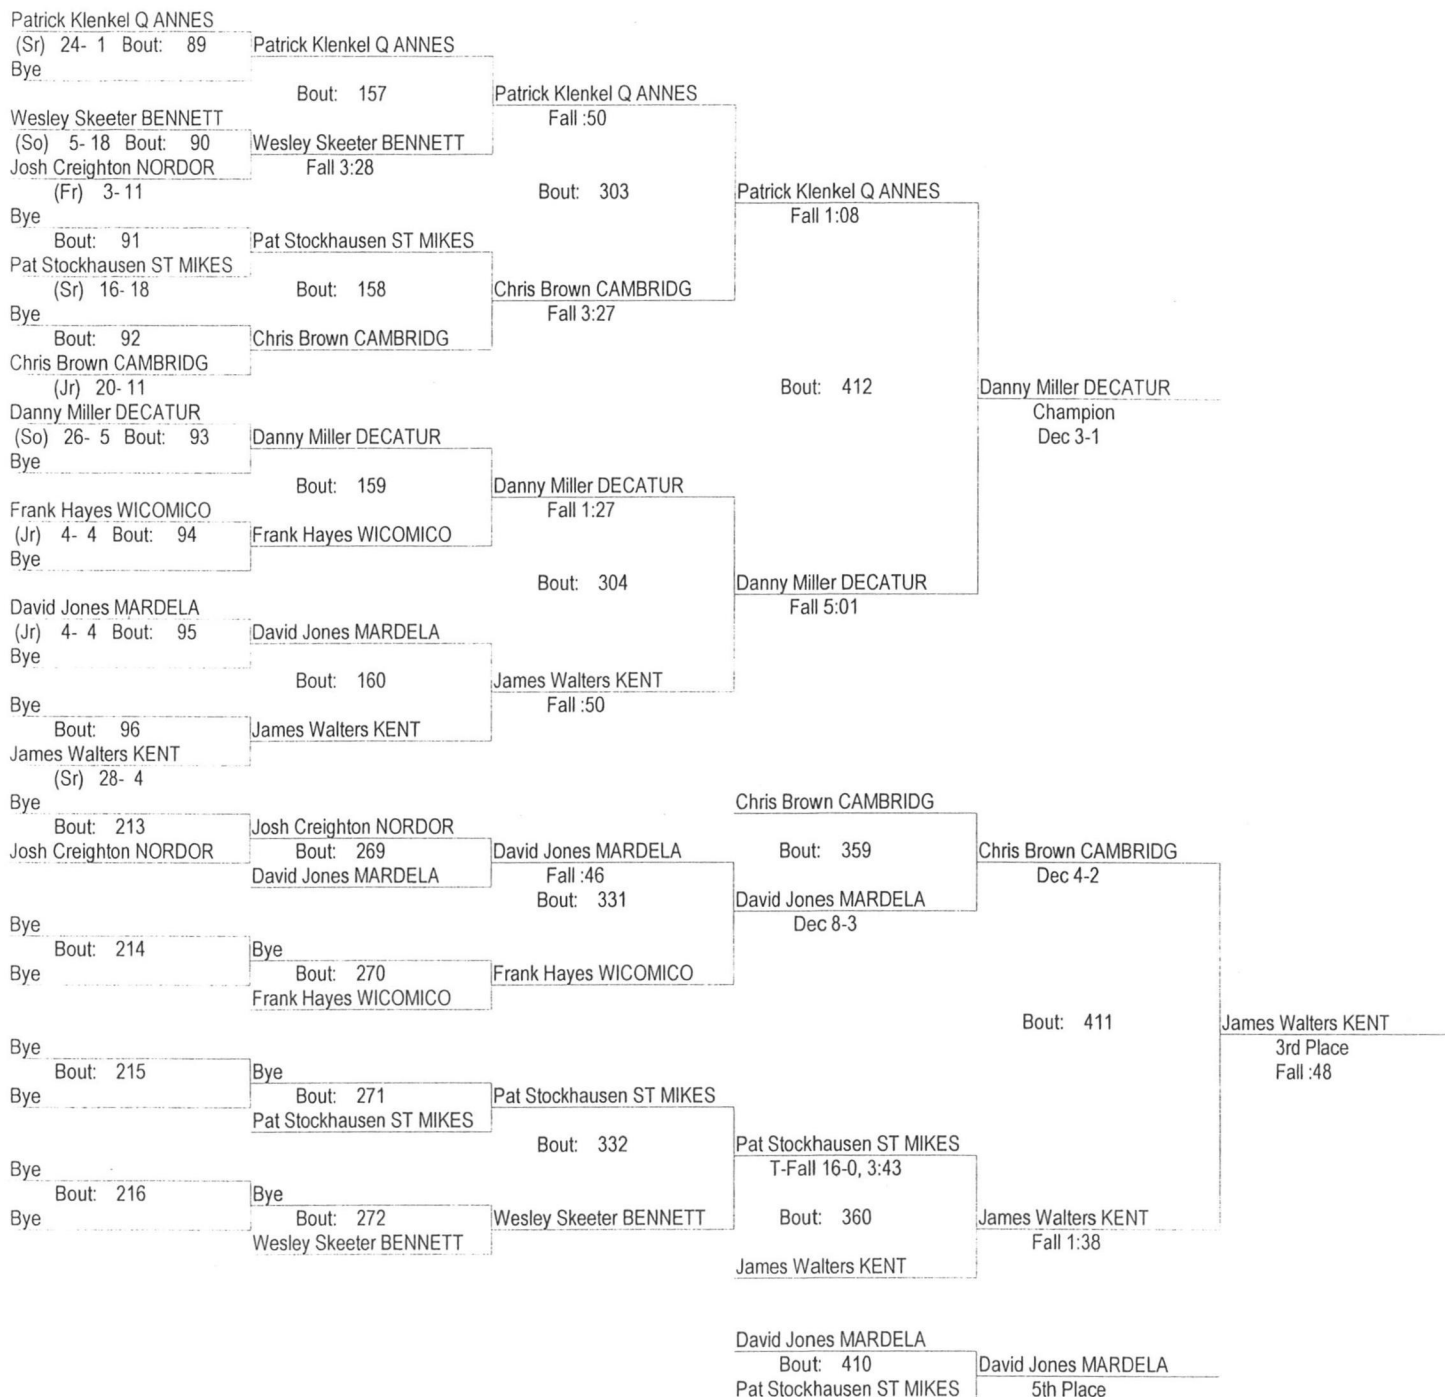 Patrick Klenkel Q ANNES
(Sr) 24- 1 Bout: 89 Patrick Klenkel Q ANNES
Bye
Bout: 157 Patrick Klenkel Q ANNES
Wesley Skeeter BENNETT Fall :50
(So) 5- 18 Bout: 90 Wesley Skeeter BENNETT
Josh Creighton NORDOR Fall 3:28
(Fr) 3- 11 Bout: 303 Patrick Klenkel Q ANNES
Bye Fall 1:08
Bout: 91 Pat Stockhausen ST MIKES
Pat Stockhausen ST MIKES
(Sr) 16- 18 Bout: 158 Chris Brown CAMBRIDG
Bye Fall 3:27
Bout: 92 Chris Brown CAMBRIDG
Chris Brown CAMBRIDG
(Jr) 20- 11 Bout: 412 Danny Miller DECATUR
Danny Miller DECATUR Champion
(So) 26- 5 Bout: 93 Danny Miller DECATUR Dec 3-1
Bye
Bout: 159 Danny Miller DECATUR
Frank Hayes WICOMICO Fall 1:27
(Jr) 4- 4 Bout: 94 Frank Hayes WICOMICO
Bye
Bout: 304 Danny Miller DECATUR
David Jones MARDELA Fall 5:01
(Jr) 4- 4 Bout: 95 David Jones MARDELA
Bye
Bout: 160 James Walters KENT
Bye Fall :50
Bout: 96 James Walters KENT
James Walters KENT
(Sr) 28- 4
Bye Chris Brown CAMBRIDG
Bout: 213 Josh Creighton NORDOR
Josh Creighton NORDOR Bout: 269 David Jones MARDELA Bout: 359 Chris Brown CAMBRIDG
David Jones MARDELA Fall :46 Dec 4-2
Bout: 331 David Jones MARDELA
Bye Dec 8-3
Bout: 214 Bye
Bye Bout: 270 Frank Hayes WICOMICO
Frank Hayes WICOMICO
Bout: 411 James Walters KENT
Bye 3rd Place
Bout: 215 Bye Fall :48
Bye Bout: 271 Pat Stockhausen ST MIKES
Pat Stockhausen ST MIKES
Bout: 332 Pat Stockhausen ST MIKES
Bye T-Fall 16-0, 3:43
Bout: 216 Bye
Bye Bout: 272 Wesley Skeeter BENNETT Bout: 360 James Walters KENT
Wesley Skeeter BENNETT Fall 1:38
James Walters KENT
David Jones MARDELA
Bout: 410 David Jones MARDELA
Pat Stockhausen ST MIKES 5th Place